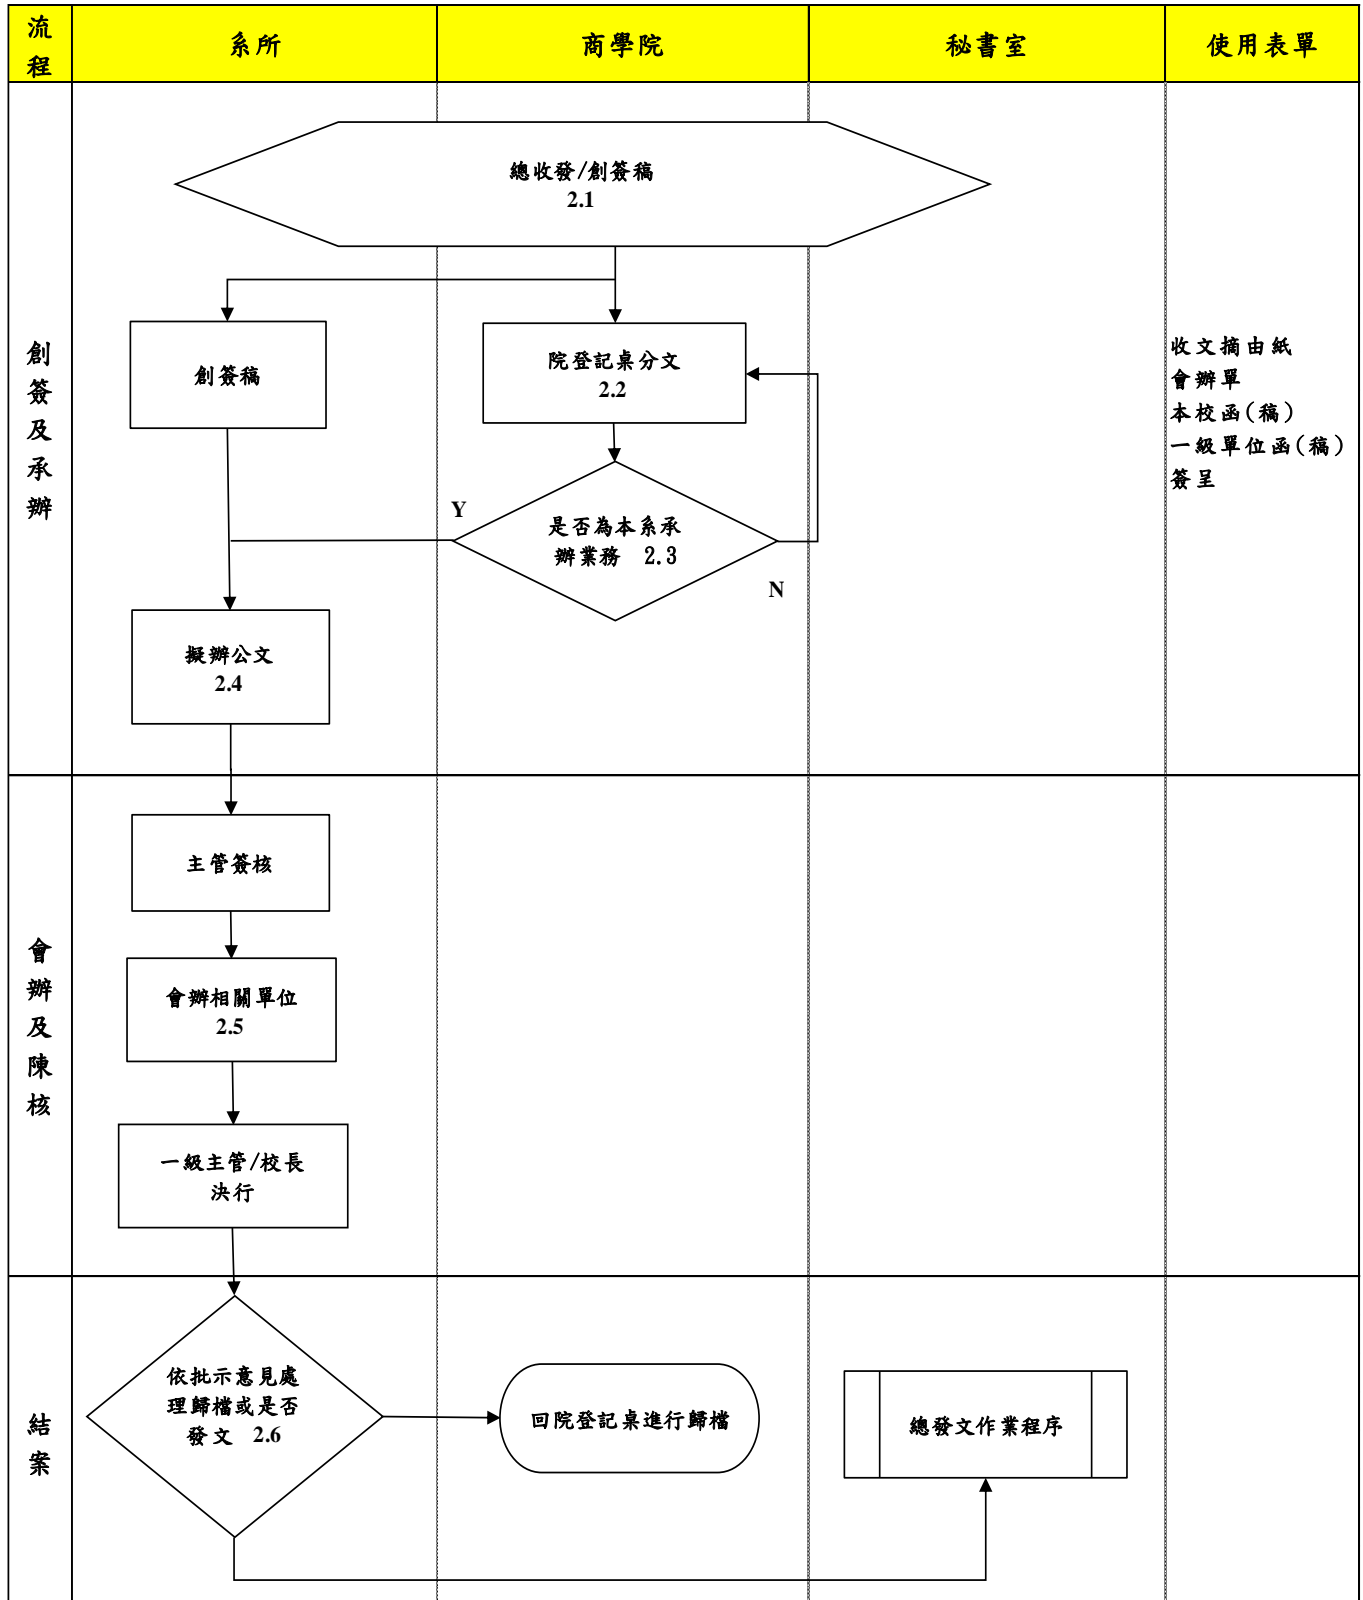 流
程
系所
商學院
秘書室
使用表單
創
簽
及
承
辦
總收發/創簽稿
2.1
創簽稿
院登記桌分文
2.2
Y
是否為本系承
辦業務 2.3
N
擬辦公文
2.4
收文摘由紙
會辦單
本校函(稿)
一級單位函(稿)
簽呈
會
辦
及
陳
核
主管簽核
會辦相關單位
2.5
一級主管/校長
決行
結
案
依批示意見處
理歸檔或是否
發文 2.6
回院登記桌進行歸檔
總發文作業程序